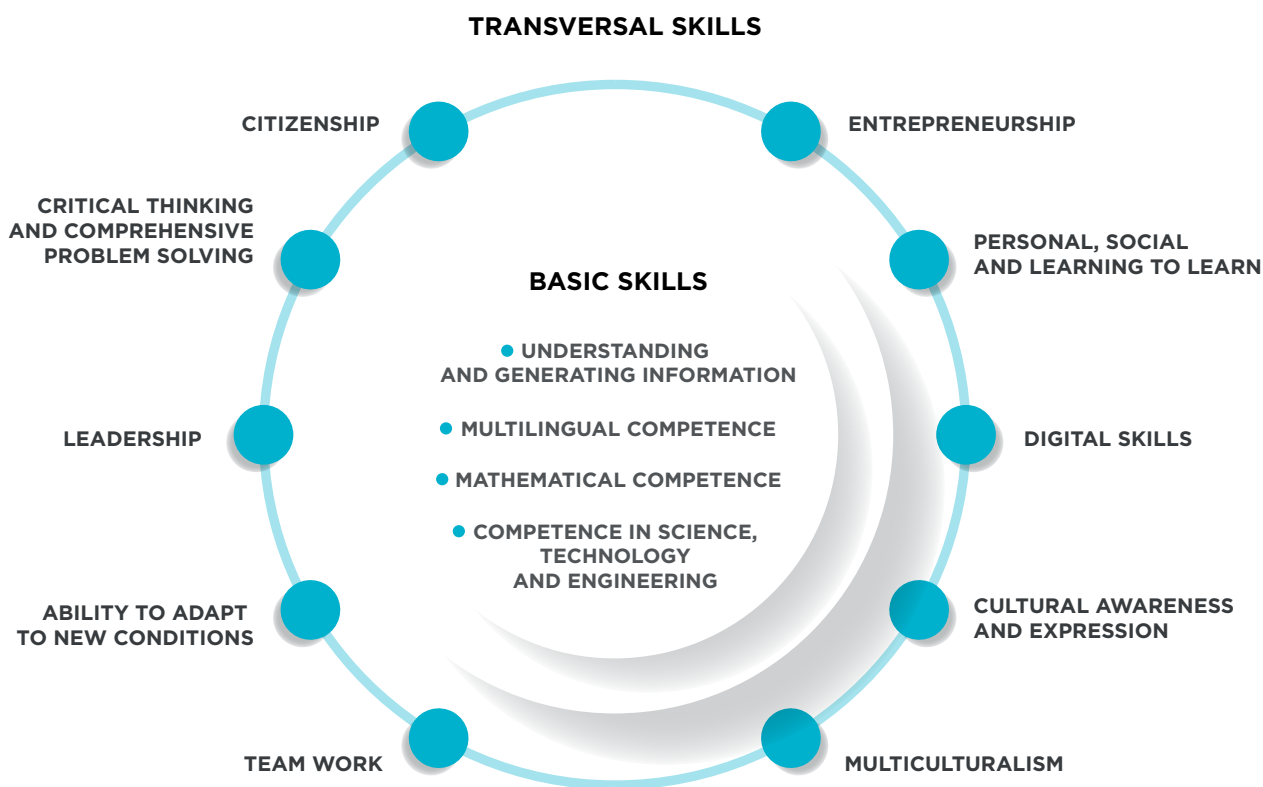 TRANSVERSAL SKILLS
CITIZENSHIP
ENTREPRENEURSHIP
CRITICAL THINKING
AND COMPREHENSIVE
PROBLEM SOLVING
PERSONAL, SOCIAL
AND LEARNING TO LEARN
BASIC SKILLS
UNDERSTANDING
AND GENERATING INFORMATION
MULTILINGUAL COMPETENCE
MATHEMATICAL COMPETENCE
COMPETENCE IN SCIENCE,
TECHNOLOGY
AND ENGINEERING
LEADERSHIP
DIGITAL SKILLS
ABILITY TO ADAPT
TO NEW CONDITIONS
CULTURAL AWARENESS
AND EXPRESSION
TEAM WORK
MULTICULTURALISM